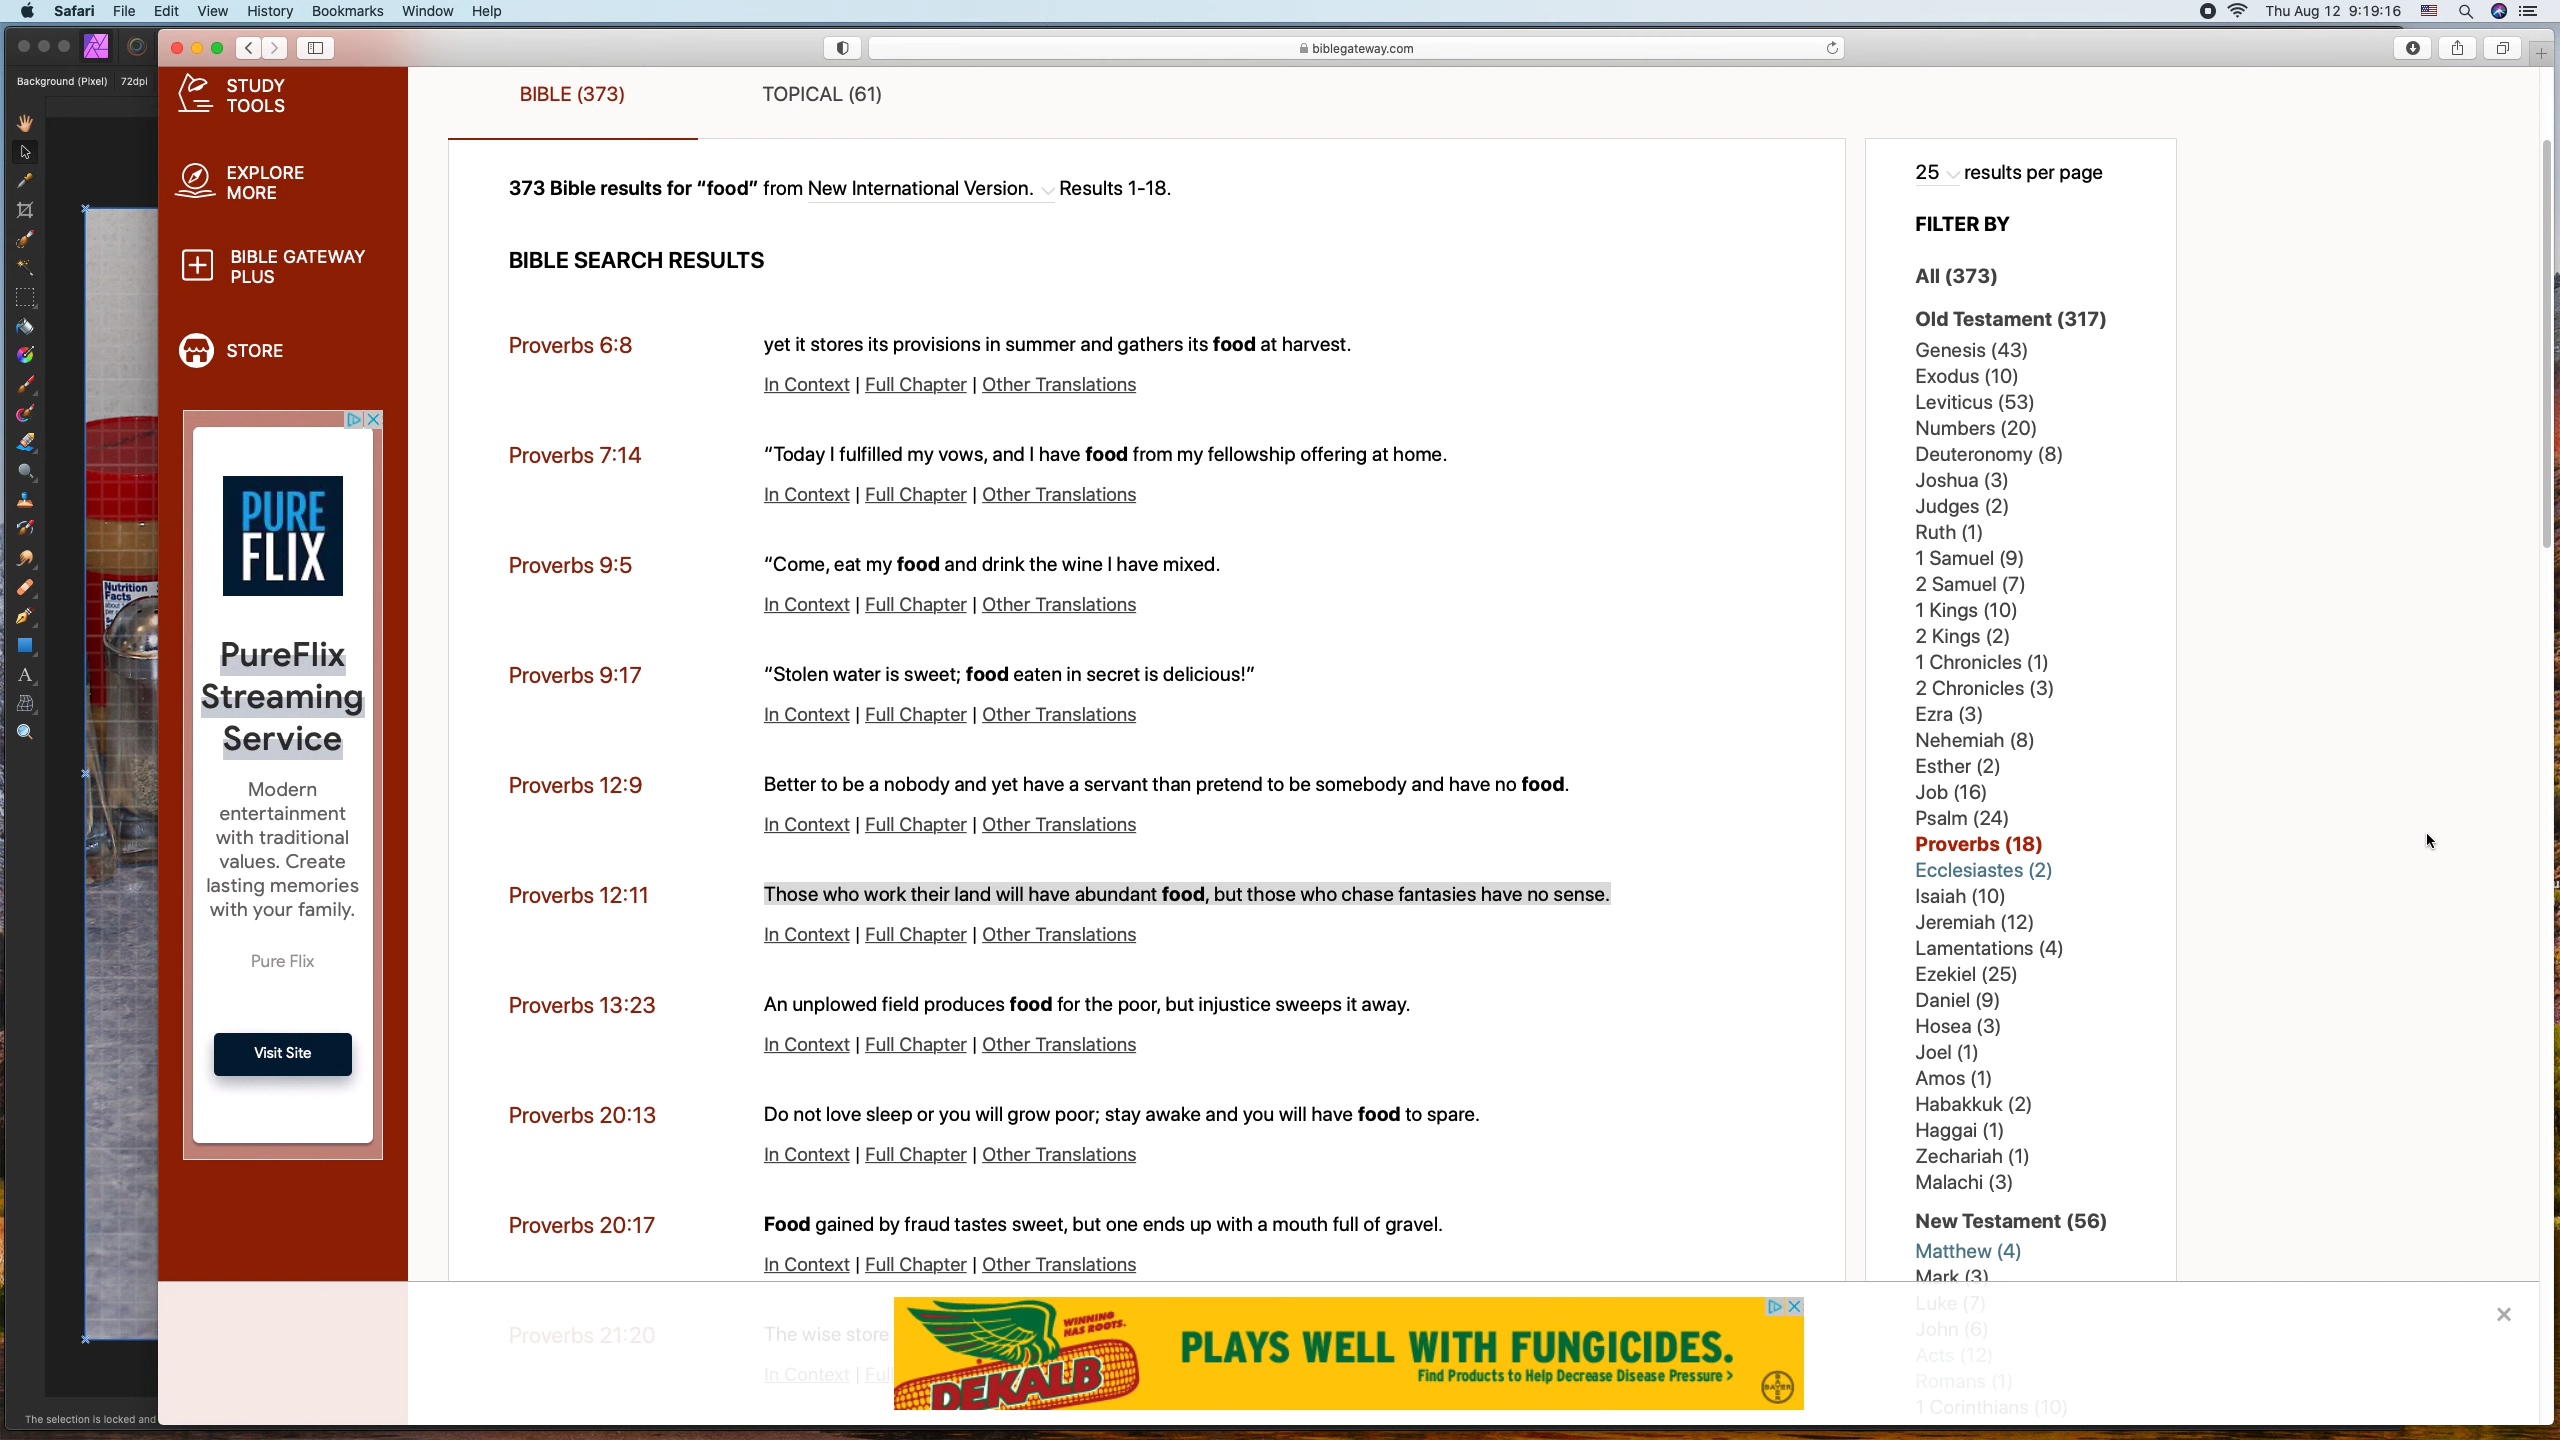 Safari File Edit View History Bookmarks Window Help
Thu Aug 12 9:19:16
biblegateway.com
Background (Pixel) 72dpi
STUDY
TOOLS
EXPLORE
MORE
BIBLE GATEWAY
PLUS
STORE
PURE
FLIX
PureFlix
Streaming
Service
Modern
entertainment
with traditional
values. Create
lasting memories
with your family.
Pure Flix
Visit Site
Nutrition
Facts
The selection is locked and
BIBLE (373) TOPICAL (61)
373 Bible results for “food” from New International Version. Results 1-18.
BIBLE SEARCH RESULTS
Proverbs 6:8 yet it stores its provisions in summer and gathers its food at harvest.
In Context | Full Chapter | Other Translations
Proverbs 7:14 “Today I fulfilled my vows, and I have food from my fellowship offering at home.
In Context | Full Chapter | Other Translations
Proverbs 9:5 “Come, eat my food and drink the wine I have mixed.
In Context | Full Chapter | Other Translations
Proverbs 9:17 “Stolen water is sweet; food eaten in secret is delicious!”
In Context | Full Chapter | Other Translations
Proverbs 12:9 Better to be a nobody and yet have a servant than pretend to be somebody and have no food.
In Context | Full Chapter | Other Translations
Proverbs 12:11 Those who work their land will have abundant food, but those who chase fantasies have no sense.
In Context | Full Chapter | Other Translations
Proverbs 13:23 An unplowed field produces food for the poor, but injustice sweeps it away.
In Context | Full Chapter | Other Translations
Proverbs 20:13 Do not love sleep or you will grow poor; stay awake and you will have food to spare.
In Context | Full Chapter | Other Translations
Proverbs 20:17 Food gained by fraud tastes sweet, but one ends up with a mouth full of gravel.
In Context | Full Chapter | Other Translations
Proverbs 21:20 The wise store
In Context | Full
25 results per page
FILTER BY
All (373)
Old Testament (317)
Genesis (43)
Exodus (10)
Leviticus (53)
Numbers (20)
Deuteronomy (8)
Joshua (3)
Judges (2)
Ruth (1)
1 Samuel (9)
2 Samuel (7)
1 Kings (10)
2 Kings (2)
1 Chronicles (1)
2 Chronicles (3)
Ezra (3)
Nehemiah (8)
Esther (2)
Job (16)
Psalm (24)
Proverbs (18)
Ecclesiastes (2)
Isaiah (10)
Jeremiah (12)
Lamentations (4)
Ezekiel (25)
Daniel (9)
Hosea (3)
Joel (1)
Amos (1)
Habakkuk (2)
Haggai (1)
Zechariah (1)
Malachi (3)
New Testament (56)
Matthew (4)
Mark (3)
Luke (7)
John (6)
Acts (12)
Romans (1)
1 Corinthians (10)
WINNING
HAS ROOTS.
DEKALB
PLAYS WELL WITH FUNGICIDES.
Find Products to Help Decrease Disease Pressure >
BAYER